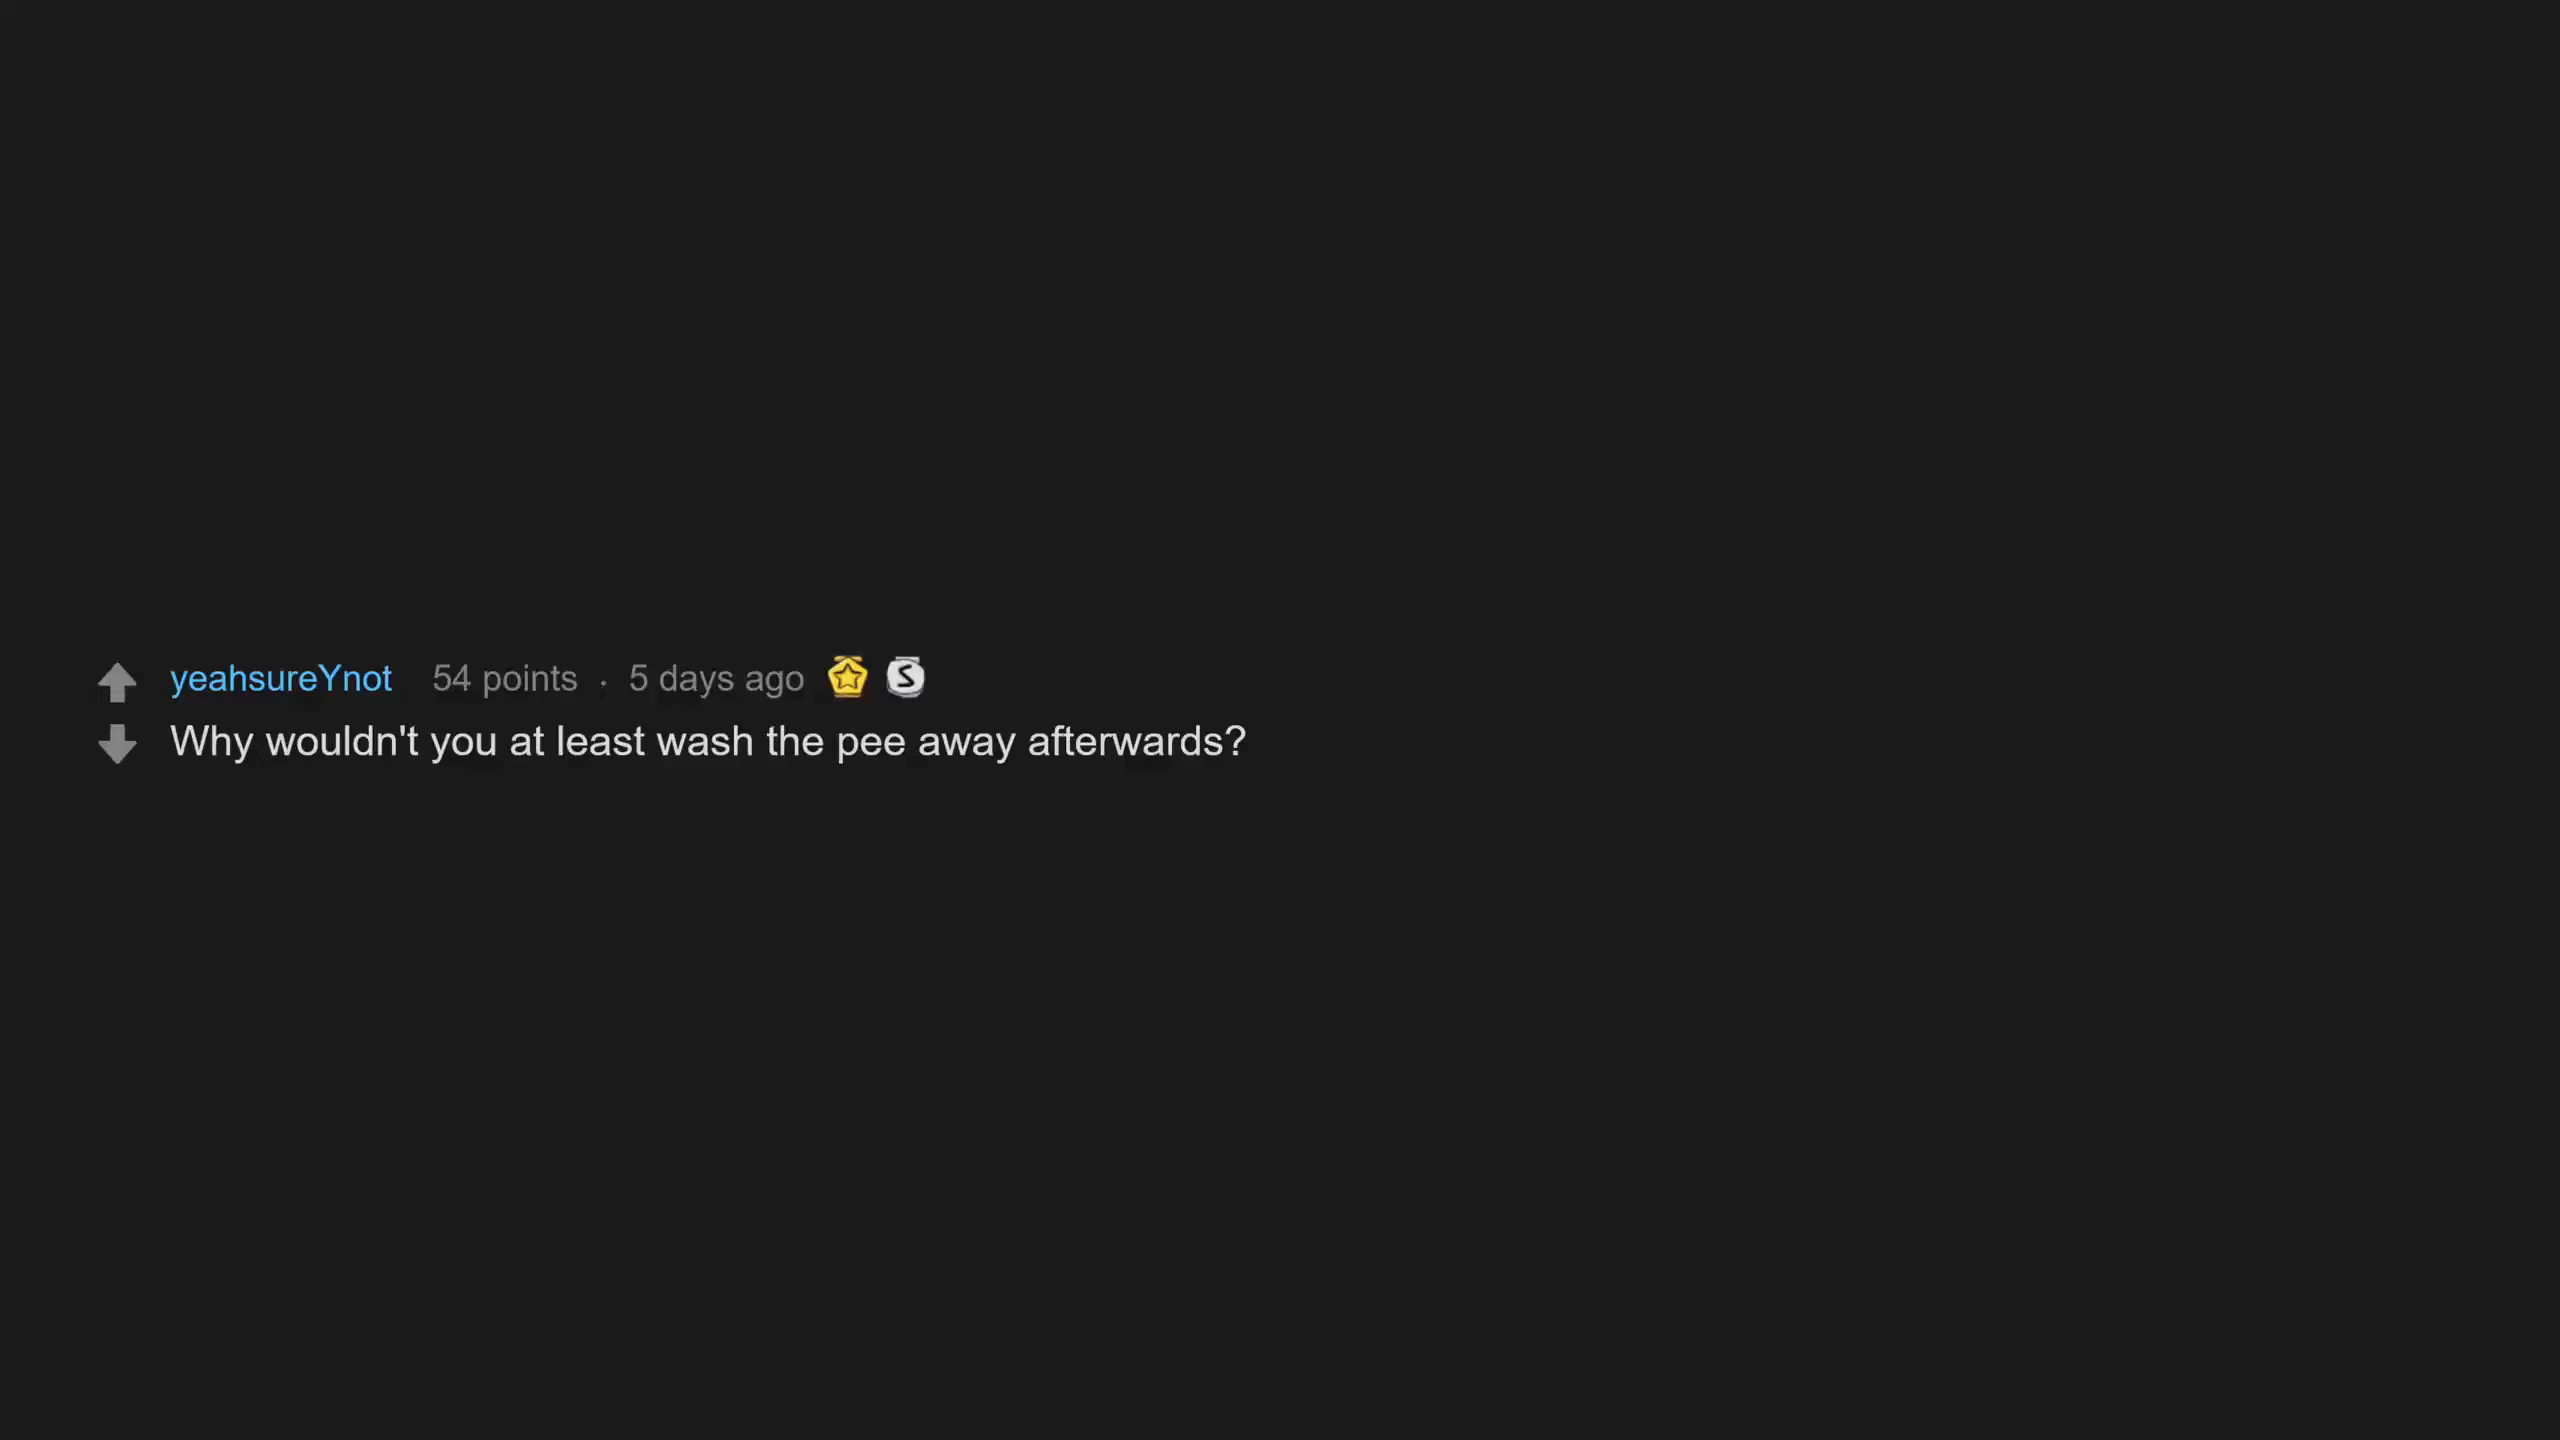 yeahsureYnot 54 points · 5 days ago S
Why wouldn't you at least wash the pee away afterwards?